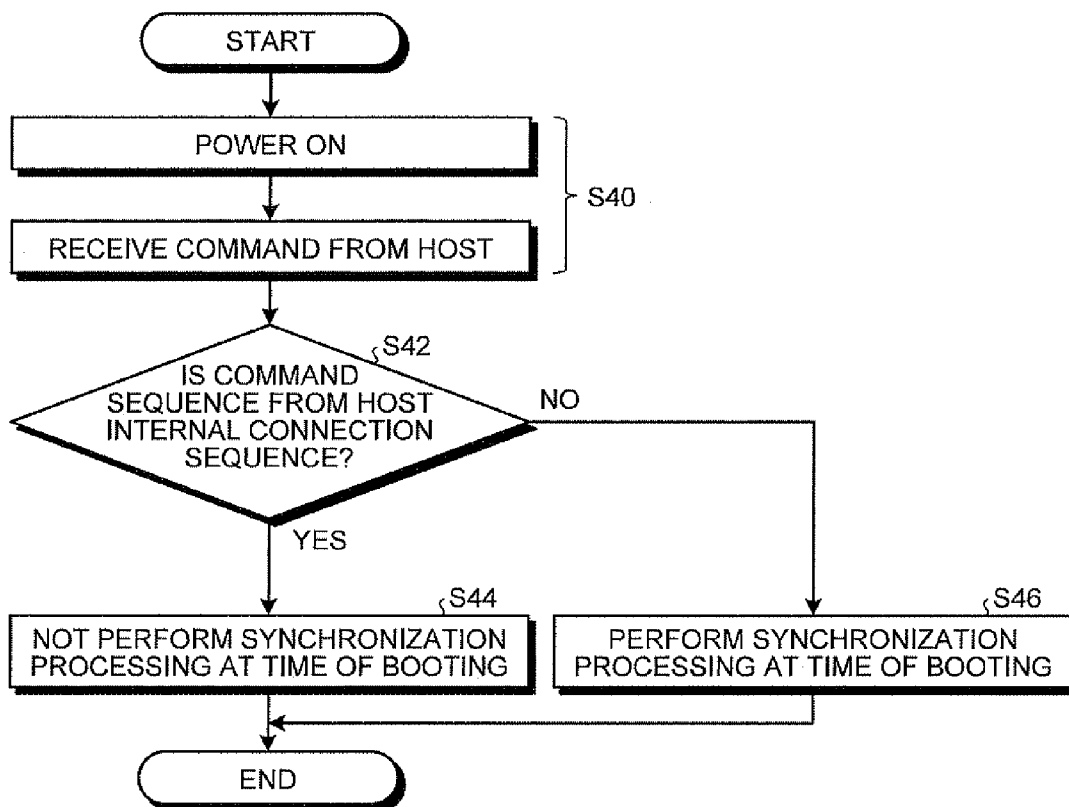 START
POWER ON
S40
RECEIVE COMMAND FROM HOST
S42
IS COMMAND
SEQUENCE FROM HOST
INTERNAL CONNECTION
SEQUENCE?
NO
YES
S44
NOT PERFORM SYNCHRONIZATION
PROCESSING AT TIME OF BOOTING
S46
PERFORM SYNCHRONIZATION
PROCESSING AT TIME OF BOOTING
END